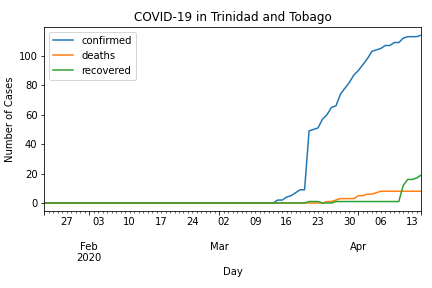 COVID-19 in Trinidad and Tobago
confirmed
deaths
recovered
Number of Cases
100
80
60
40
20
0
27 03 10 17 24 02 09 16 23 30 06 13
Feb Mar Apr
2020
Day